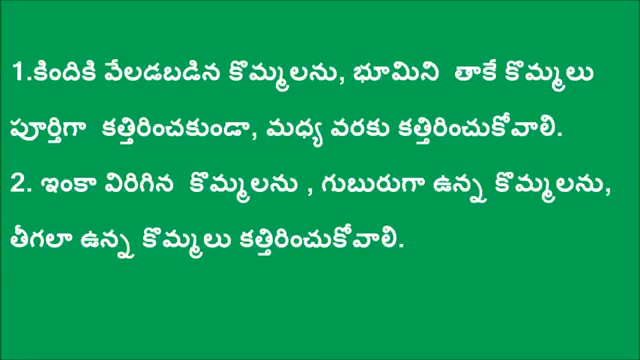 1.కిందికి వేలడబడిన కొమ్మలను, భూమిని తాకే కొమ్మలు
పూర్తిగా కత్తిరించకుండా, మధ్య వరకు కత్తిరించుకోవాలి.
2. ఇంకా విరిగిన కొమ్మలను , గుబురుగా ఉన్న కొమ్మలను,
తీగలా ఉన్న కొమ్మలు కత్తిరించుకోవాలి.